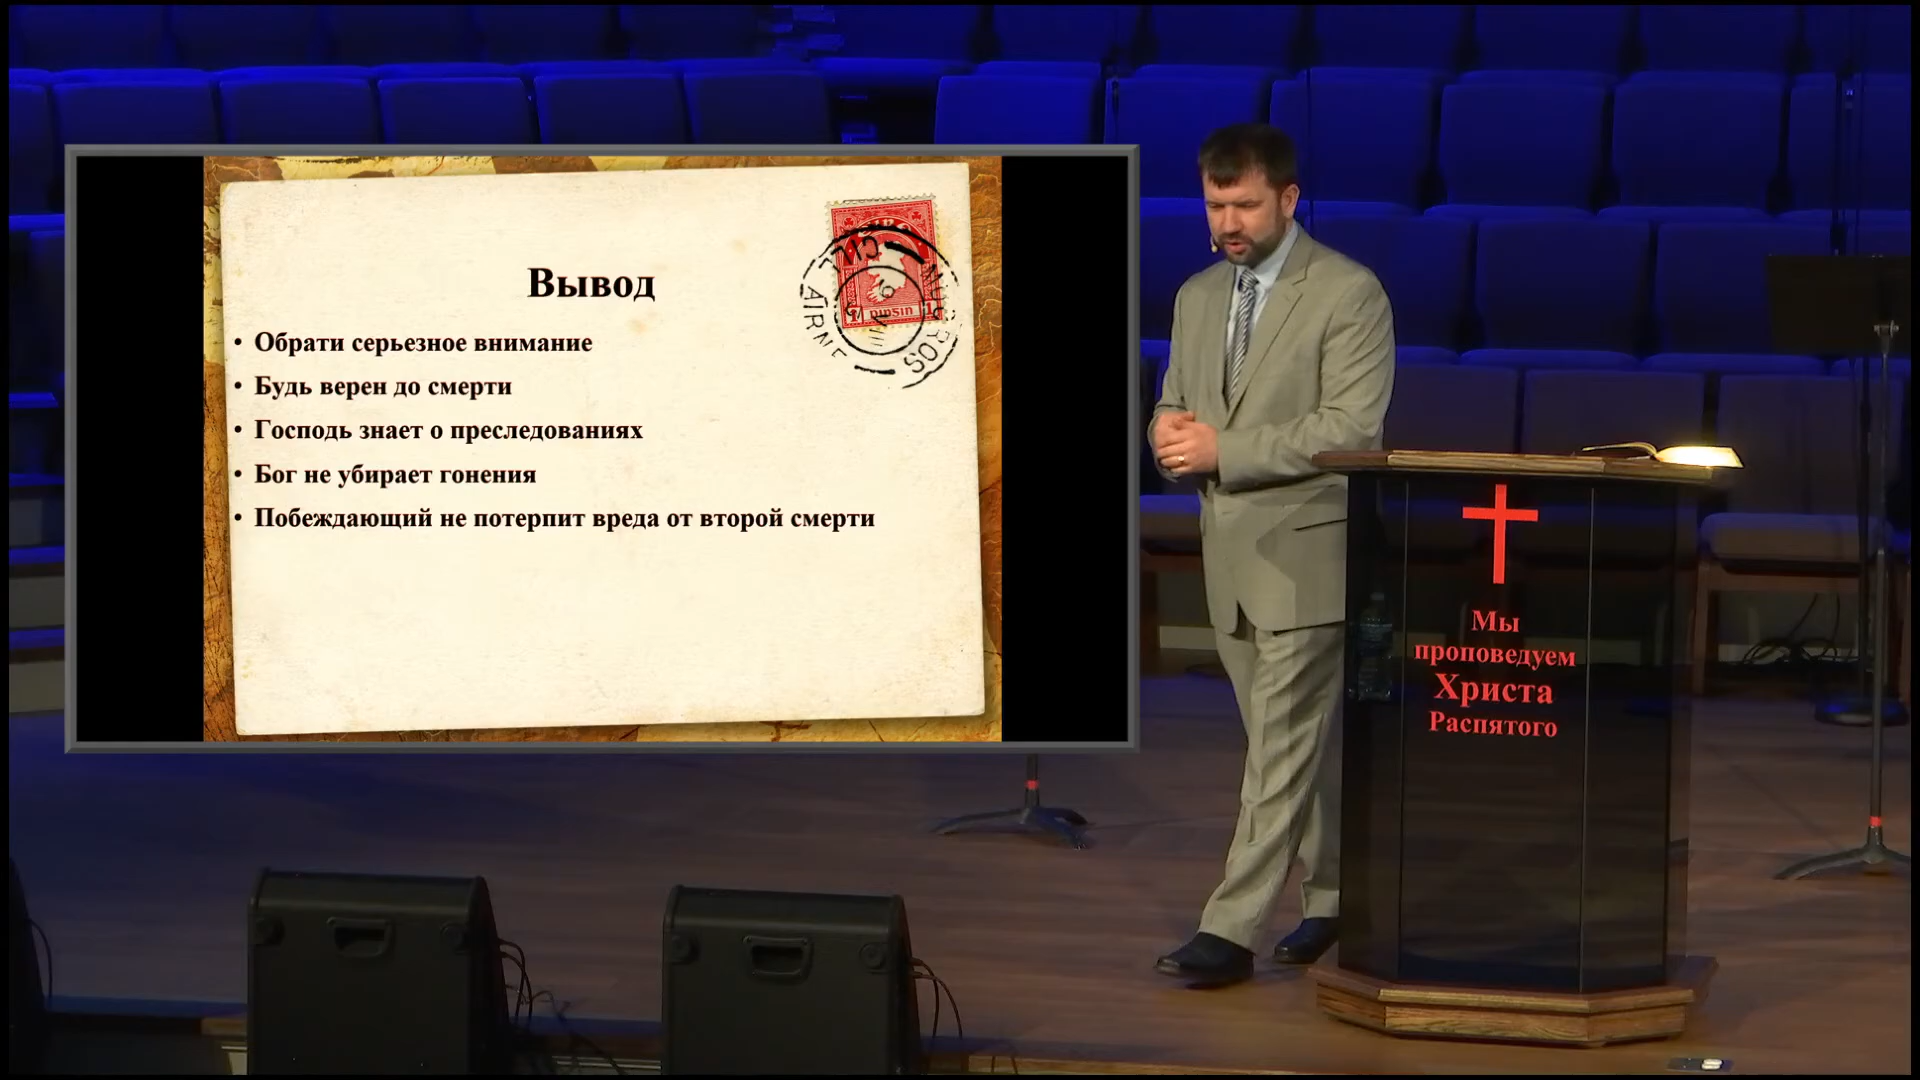 Вывод
• Обрати серьезное внимание
• Будь верен до смерти
• Господь знает о преследованиях
• Бог не убирает гонения
• Побеждающий не потерпит вреда от второй смерти
Мы
проповедуем
Христа
Распятого